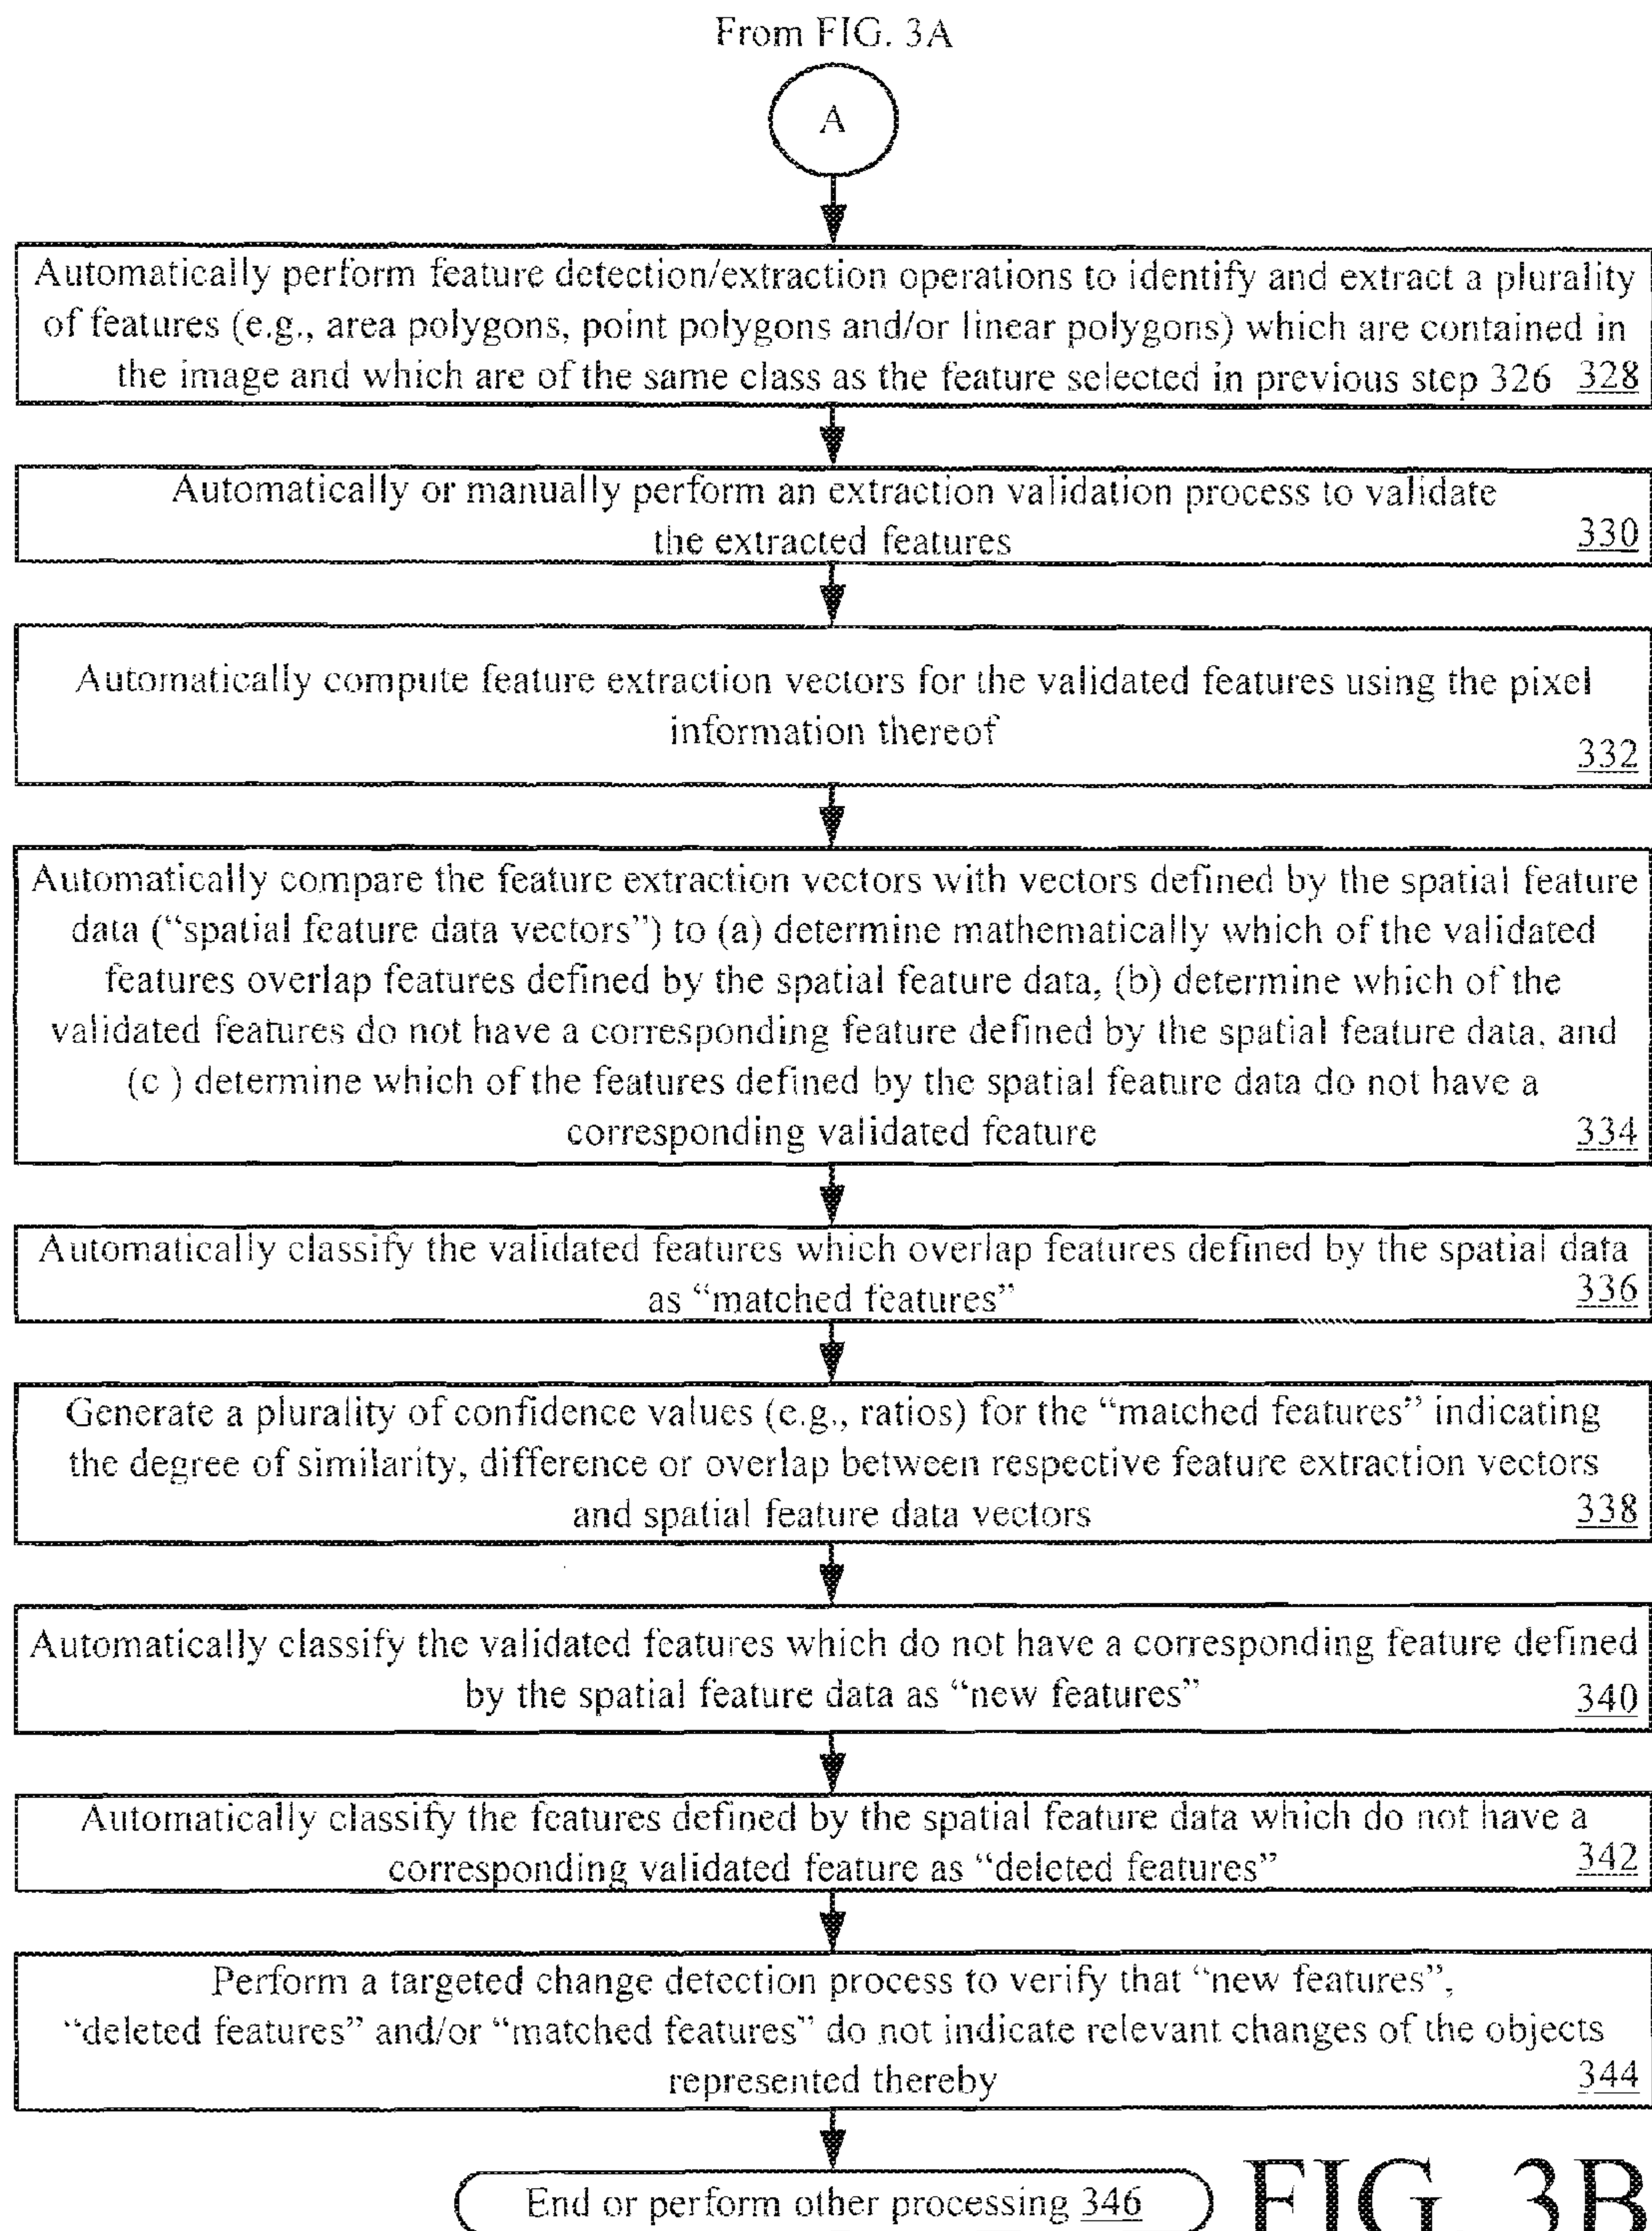 From FIG. 3A
A
Automatically perform feature detection/extraction operations to identify and extract a plurality
of features (e.g., area polygons, point polygons and/or linear polygons) which are contained in
the image and which are of the same class as the feature selected in previous step 326 328
Automatically or manually perform an extraction validation process to validate
the extracted features 330
Automatically compute feature extraction vectors for the validated features using the pixel
information thereof
332
Automatically compare the feature extraction vectors with vectors defined by the spatial feature
data (“spatial feature data vectors”) to (a) determine mathematically which of the validated
features overlap features defined by the spatial feature data, (b) determine which of the
validated features do not have a corresponding feature defined by the spatial feature data, and
(c ) determine which of the features defined by the spatial feature data do not have a
corresponding validated feature 334
Automatically classify the validated features which overlap features defined by the spatial data
as “matched features” 336
Generate a plurality of confidence values (e.g., ratios) for the “matched features” indicating
the degree of similarity, difference or overlap between respective feature extraction vectors
and spatial feature data vectors 338
Automatically classify the validated features which do not have a corresponding feature defined
by the spatial feature data as “new features” 340
Automatically classify the features defined by the spatial feature data which do not have a
corresponding validated feature as “deleted features” 342
Perform a targeted change detection process to verify that “new features”,
“deleted features” and/or “matched features” do not indicate relevant changes of the objects
represented thereby 344
End or perform other processing 346
FIG. 3B